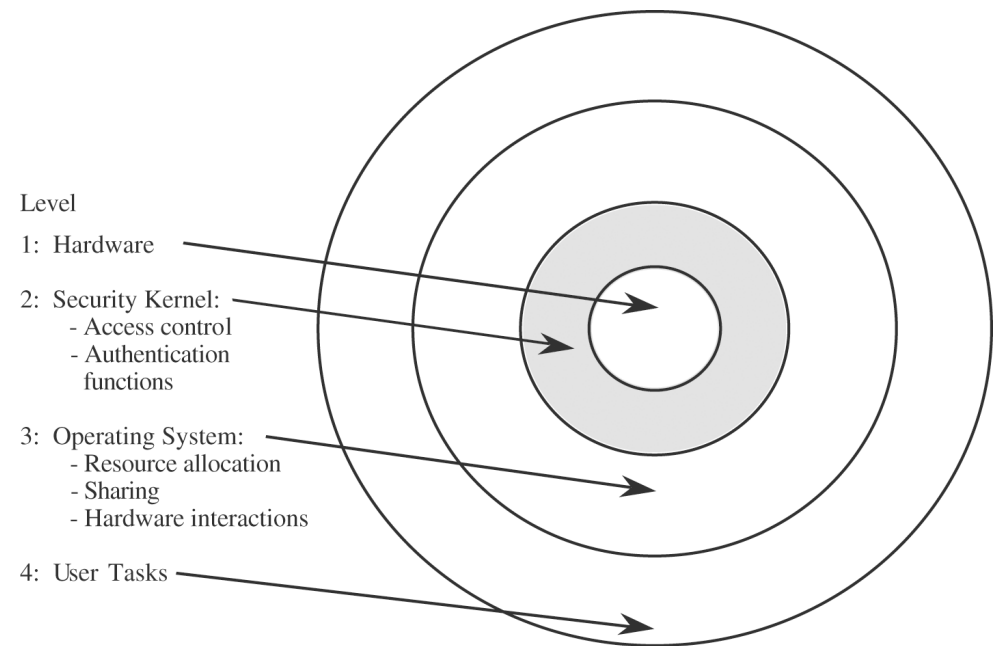 Level
1: Hardware
2: Security Kernel:
- Access control
- Authentication
functions
3: Operating System:
- Resource allocation
- Sharing
- Hardware interactions
4: User Tasks